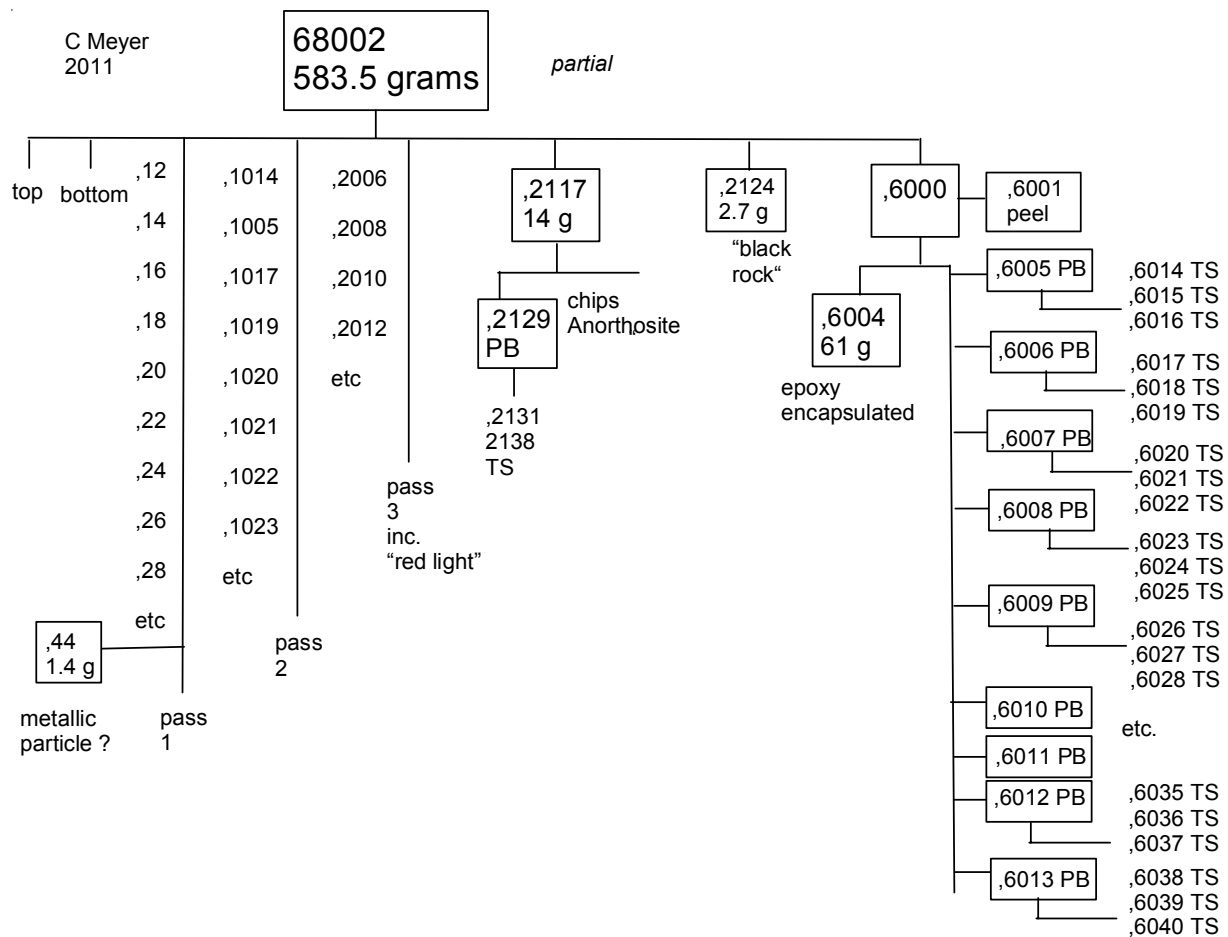 C Meyer
2011
68002
583.5 grams
partial
top
bottom
,12
,14
,16
,18
,20
,22
,24
,26
,28
etc
,44
1.4 g
metallic
particle ?
pass
1
,1014
,1005
,1017
,1019
,1020
,1021
,1022
,1023
etc
pass
2
,2006
,2008
,2010
,2012
etc
pass
3
inc.
“red light”
,2117
14 g
,2129
PB
,2131
2138
TS
chips
Anorthosite
,2124
2.7 g
“black
rock“
,6000
,6001
peel
,6004
61 g
epoxy
encapsulated
,6005 PB
,6014 TS
,6015 TS
,6016 TS
,6006 PB
,6017 TS
,6018 TS
,6019 TS
,6007 PB
,6020 TS
,6021 TS
,6022 TS
,6008 PB
,6023 TS
,6024 TS
,6025 TS
,6009 PB
,6026 TS
,6027 TS
,6028 TS
,6010 PB
etc.
,6011 PB
,6012 PB
,6035 TS
,6036 TS
,6037 TS
,6013 PB
,6038 TS
,6039 TS
,6040 TS